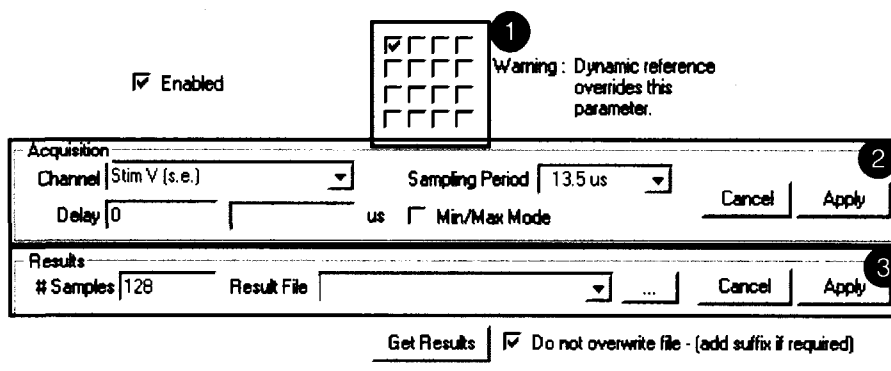 1
Enabled
Warning : Dynamic reference
overrides this
parameter.
Acquisition
2
Channel Stim V (s.e.) Sampling Period 13.5 us
Cancel Apply
Delay 0 us Min/Max Mode
Results
3
# Samples 128 Result File ... Cancel Apply
Get Results Do not overwrite file - (add suffix if required)